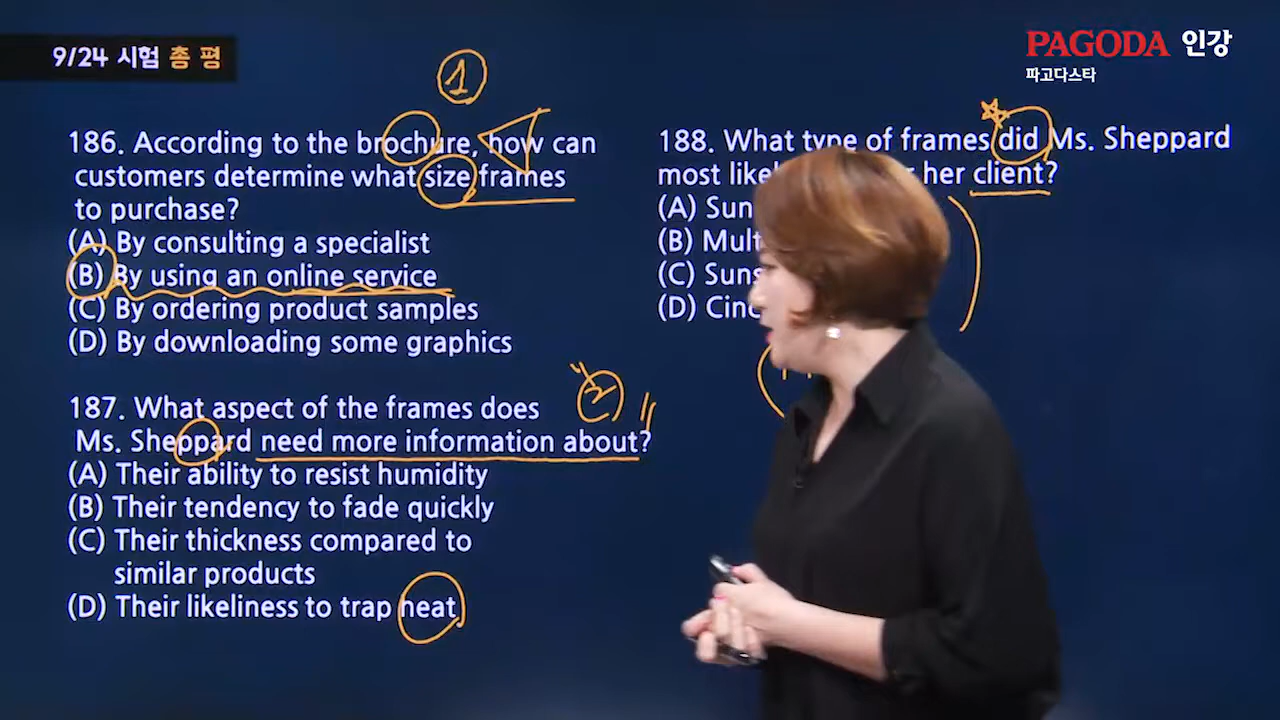 9/24 시험 총 평
PAGODA 인강
파고다스타
1
186. According to the brochure, how can
customers determine what size frames
to purchase?
(A) By consulting a specialist
(B) By using an online service
(C) By ordering product samples
(D) By downloading some graphics
2
187. What aspect of the frames does
Ms. Sheppard need more information about?
(A) Their ability to resist humidity
(B) Their tendency to fade quickly
(C) Their thickness compared to
similar products
(D) Their likeliness to trap heat
188. What type of frames did Ms. Sheppard
most her client?
(A)
(B)
(C)
(D)